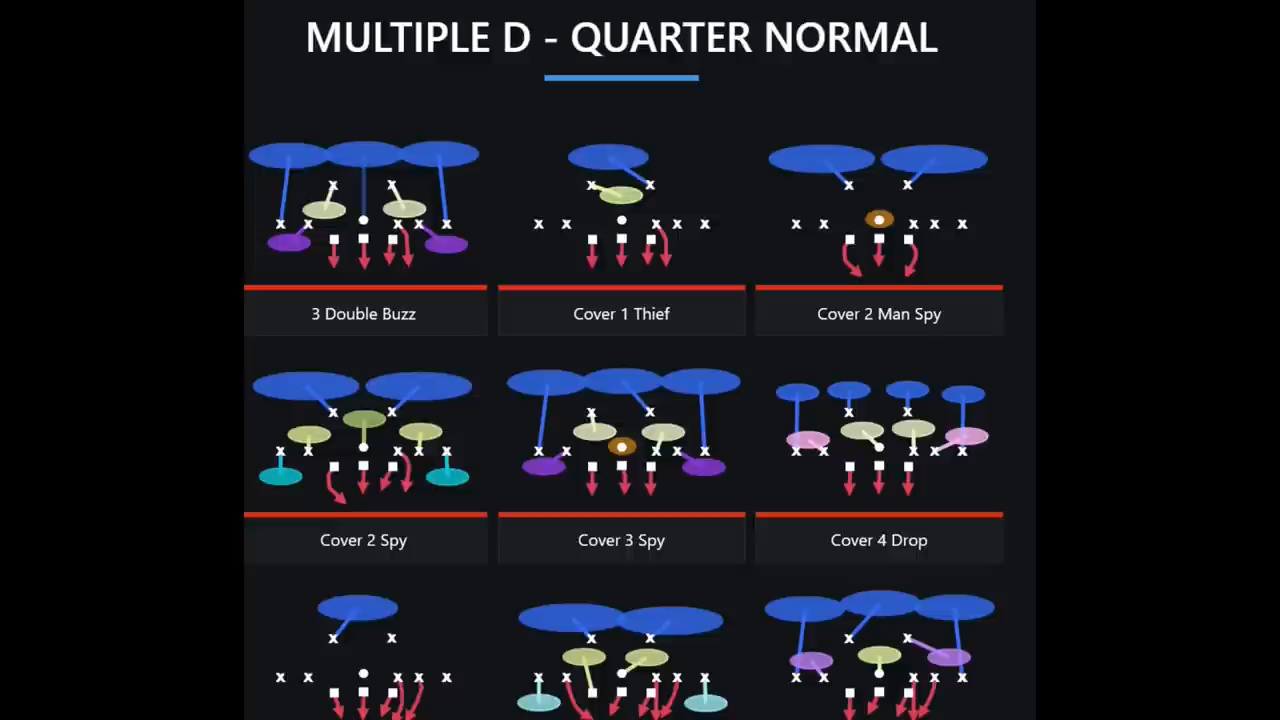 MULTIPLE D - QUARTER NORMAL
3 Double Buzz
Cover 1 Thief
Cover 2 Man Spy
Cover 2 Spy
Cover 3 Spy
Cover 4 Drop